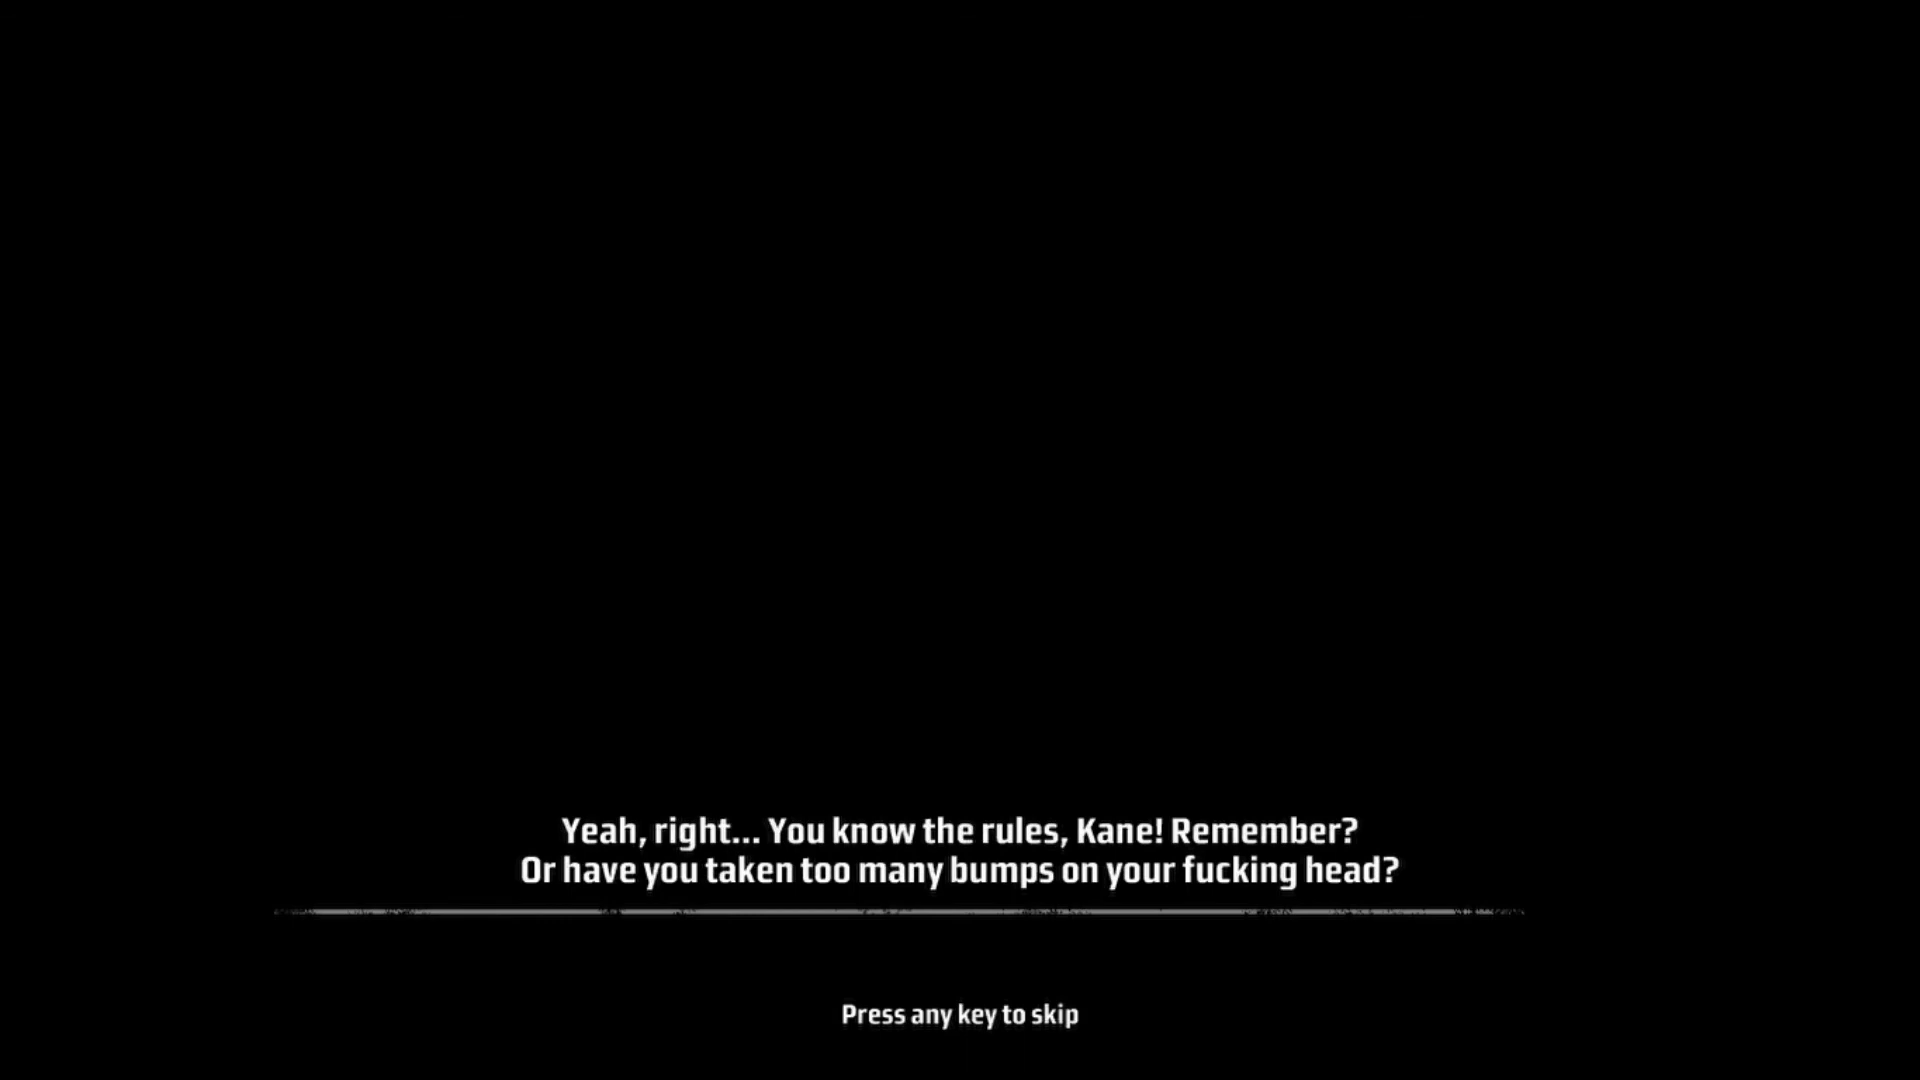 Yeah, right... You know the rules, Kane! Remember?
Or have you taken too many bumps on your fucking head?
Press any key to skip